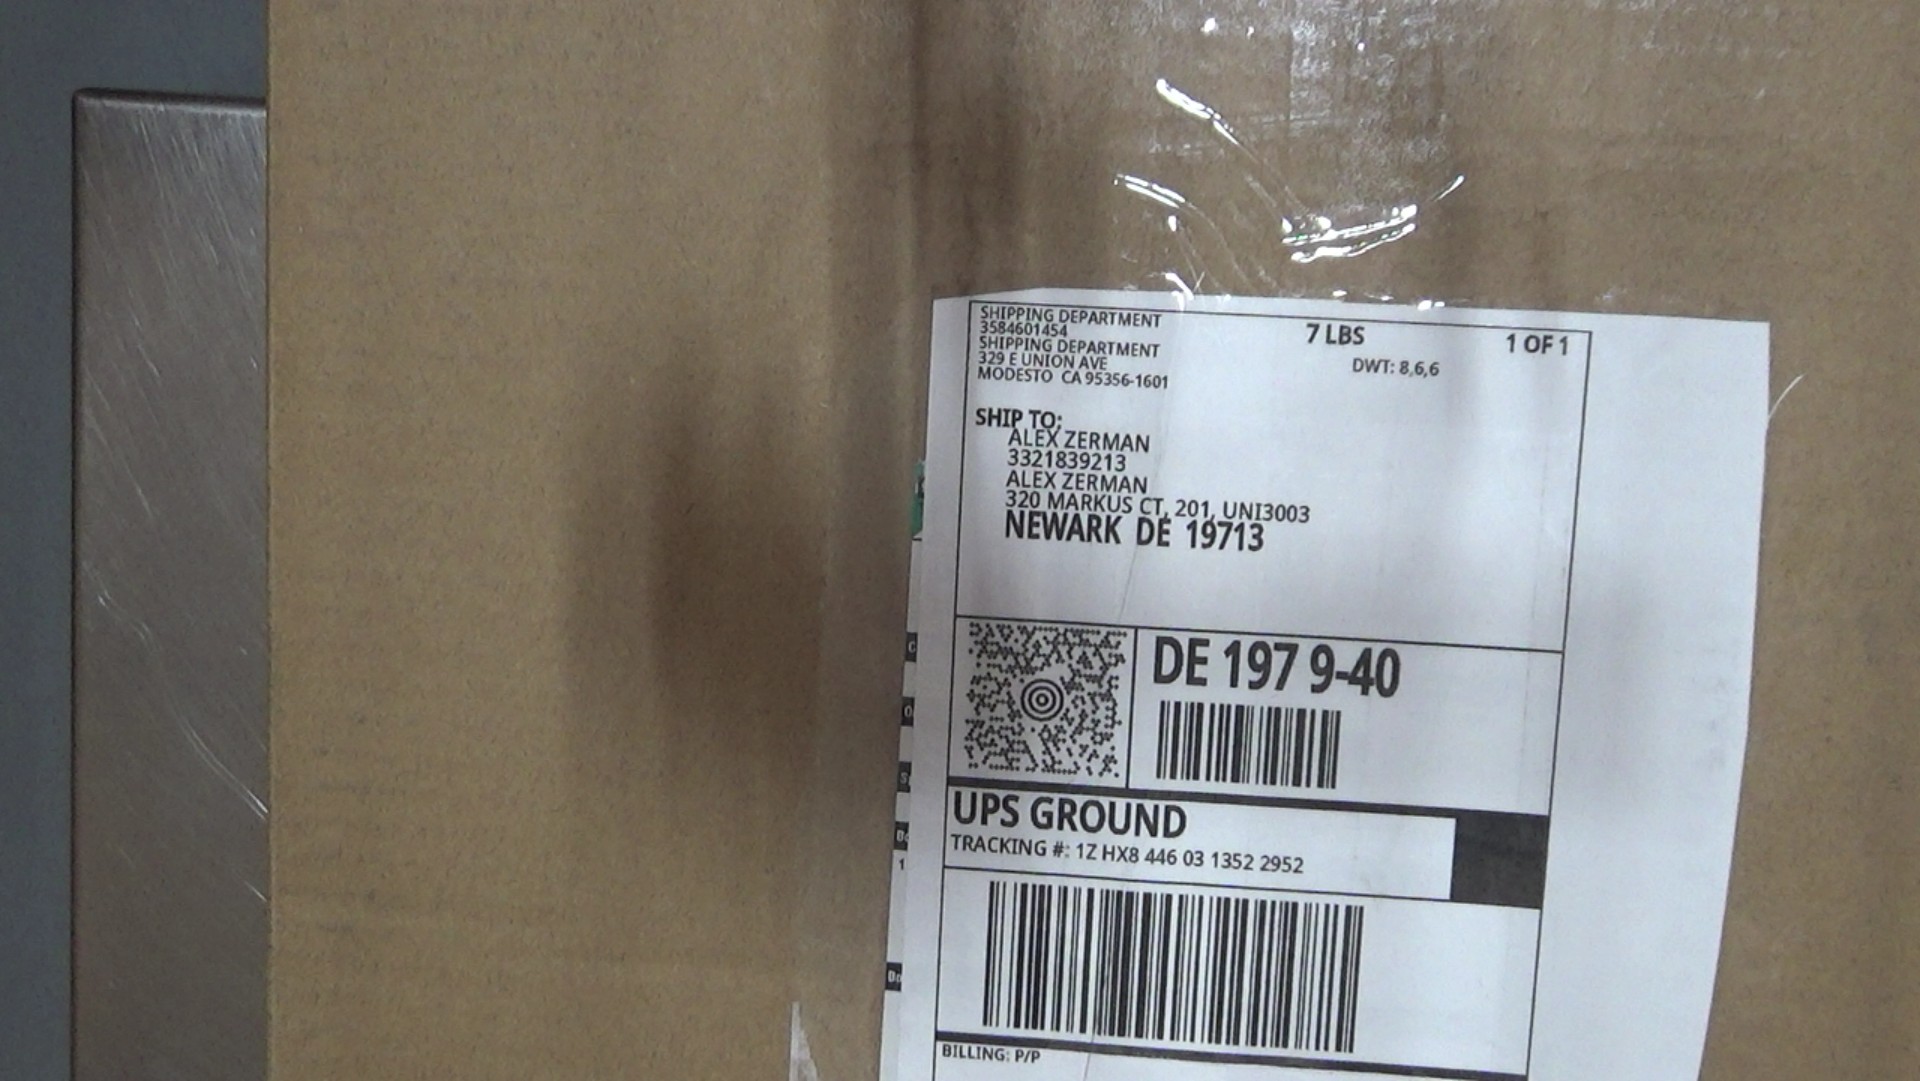 SHIPPING DEPARTMENT
3584601454
SHIPPING DEPARTMENT
329 E UNION AVE
MODESTO CA 95356-1601
7 LBS
1 OF 1
DWT: 8,6,6
SHIP TO:
ALEX ZERMAN
3321839213
ALEX ZERMAN
320 MARKUS CT, 201, UNI3003
NEWARK DE 19713
DE 197 9-40
UPS GROUND
TRACKING #: 1Z HX8 446 03 1352 2952
BILLING: P/P